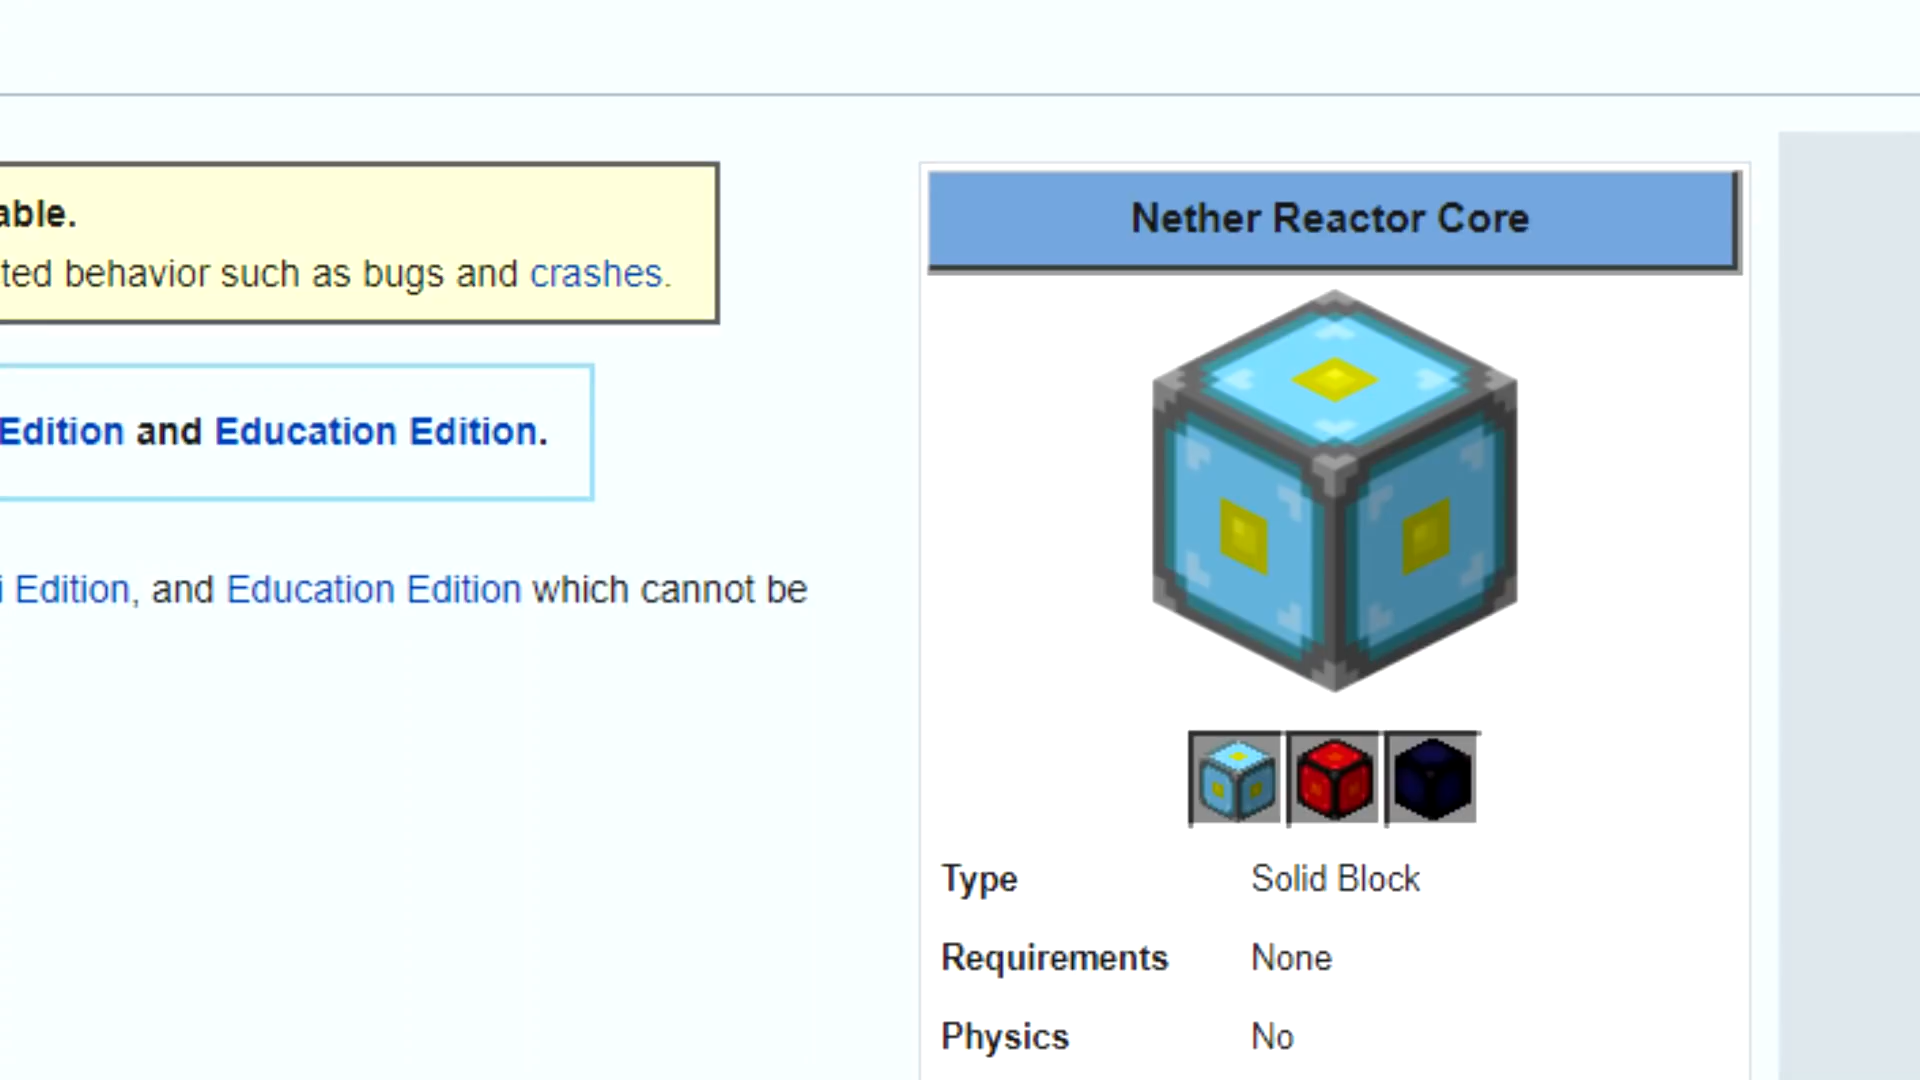 able.
ted behavior such as bugs and crashes.
Edition and Education Edition.
i Edition, and Education Edition which cannot be
Nether Reactor Core
Type Solid Block
Requirements None
Physics No